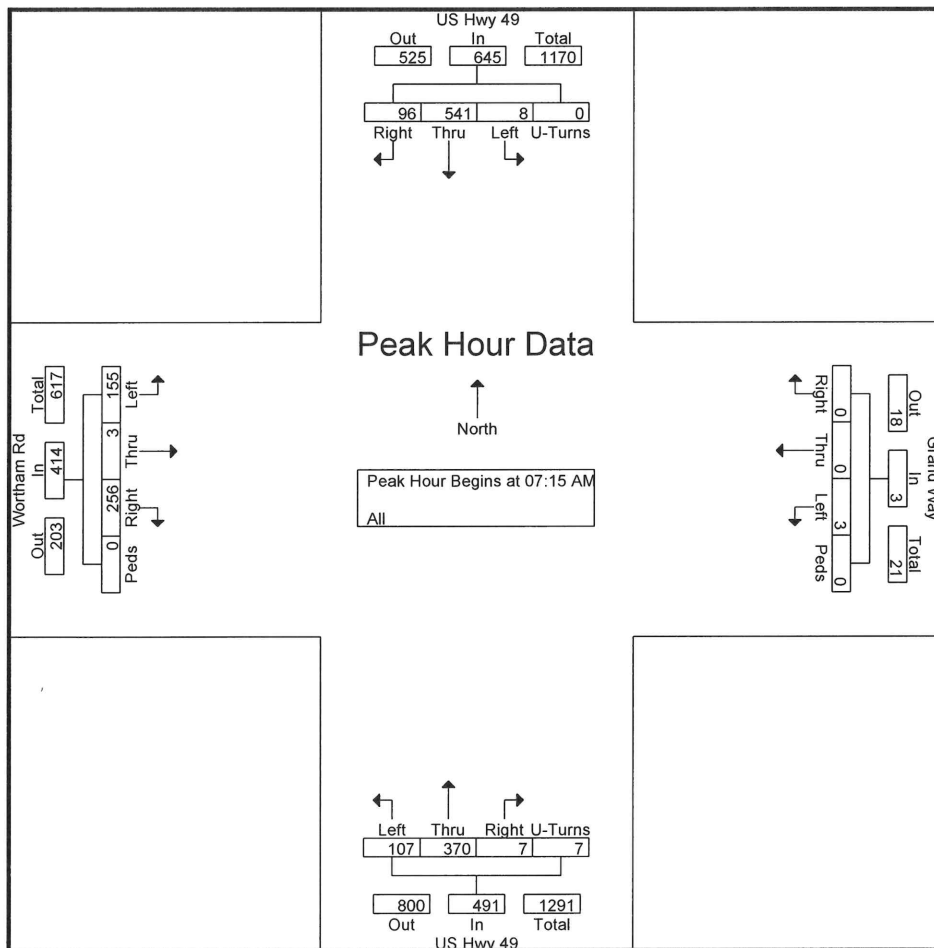 US Hwy 49
Out In Total
525 645 1170
96 541 8 0
Right Thru Left U-Turns
Peak Hour Data
North
Peak Hour Begins at 07:15 AM
All
Wortham Rd
Out In Total
203 414 617
0 256 3 155
Peds Right Thru Left
Grand Way
Out In Total
18 3 21
Right Thru Left Peds
0 0 3 0
Left Thru Right U-Turns
107 370 7 7
800 491 1291
Out In Total
US Hwy 49